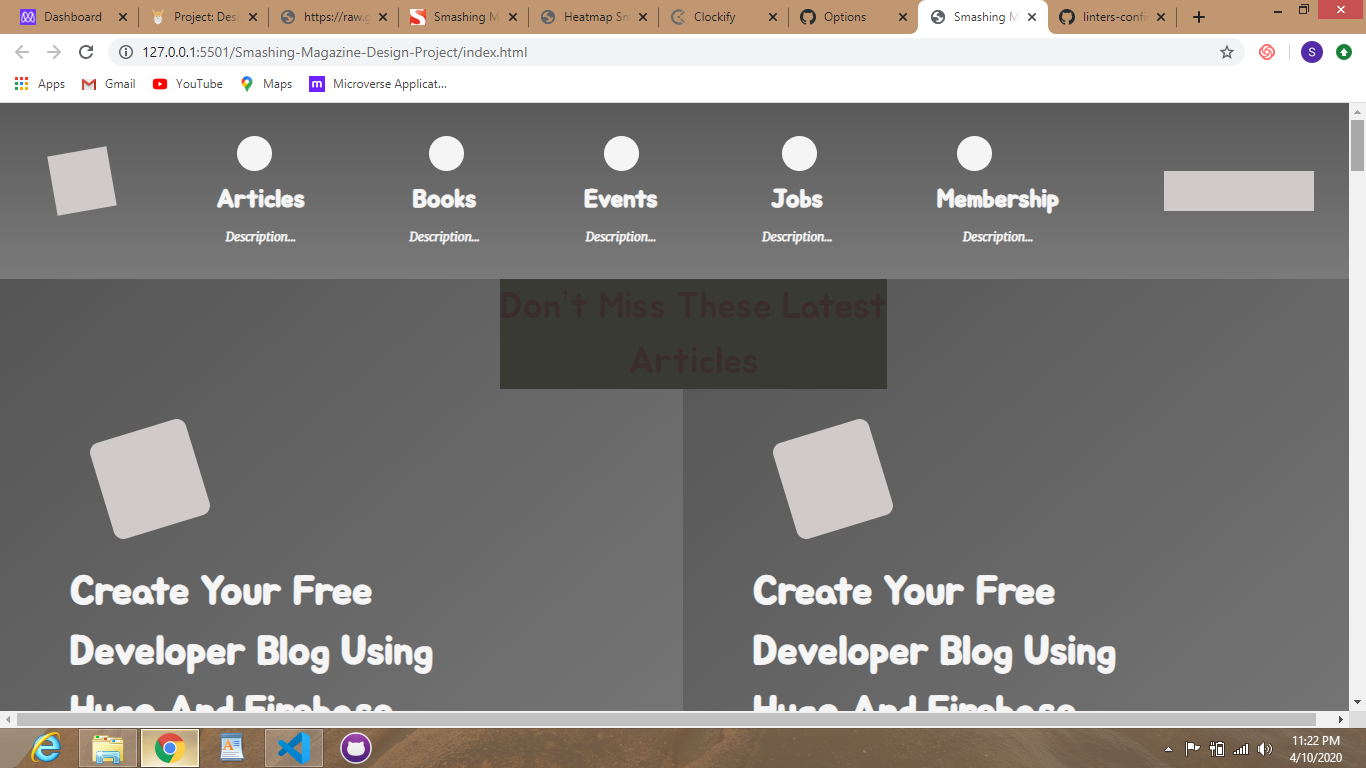 Dashboard
Project: Des
https://raw.g
Smashing M
Heatmap Sm
Clockify
Options
Smashing M
linters-confi
127.0.0.1:5501/Smashing-Magazine-Design-Project/index.html
S
Apps
Gmail
YouTube
Maps
m
Microverse Applicat...
Articles
Books
Events
Jobs
Membership
Description...
Description...
Description...
Description...
Description...
Don't Miss These Latest
Articles
Create Your Free
Developer Blog Using
Hugo And Firebase
Create Your Free
Developer Blog Using
Hugo And Firebase
11:22 PM
4/10/2020